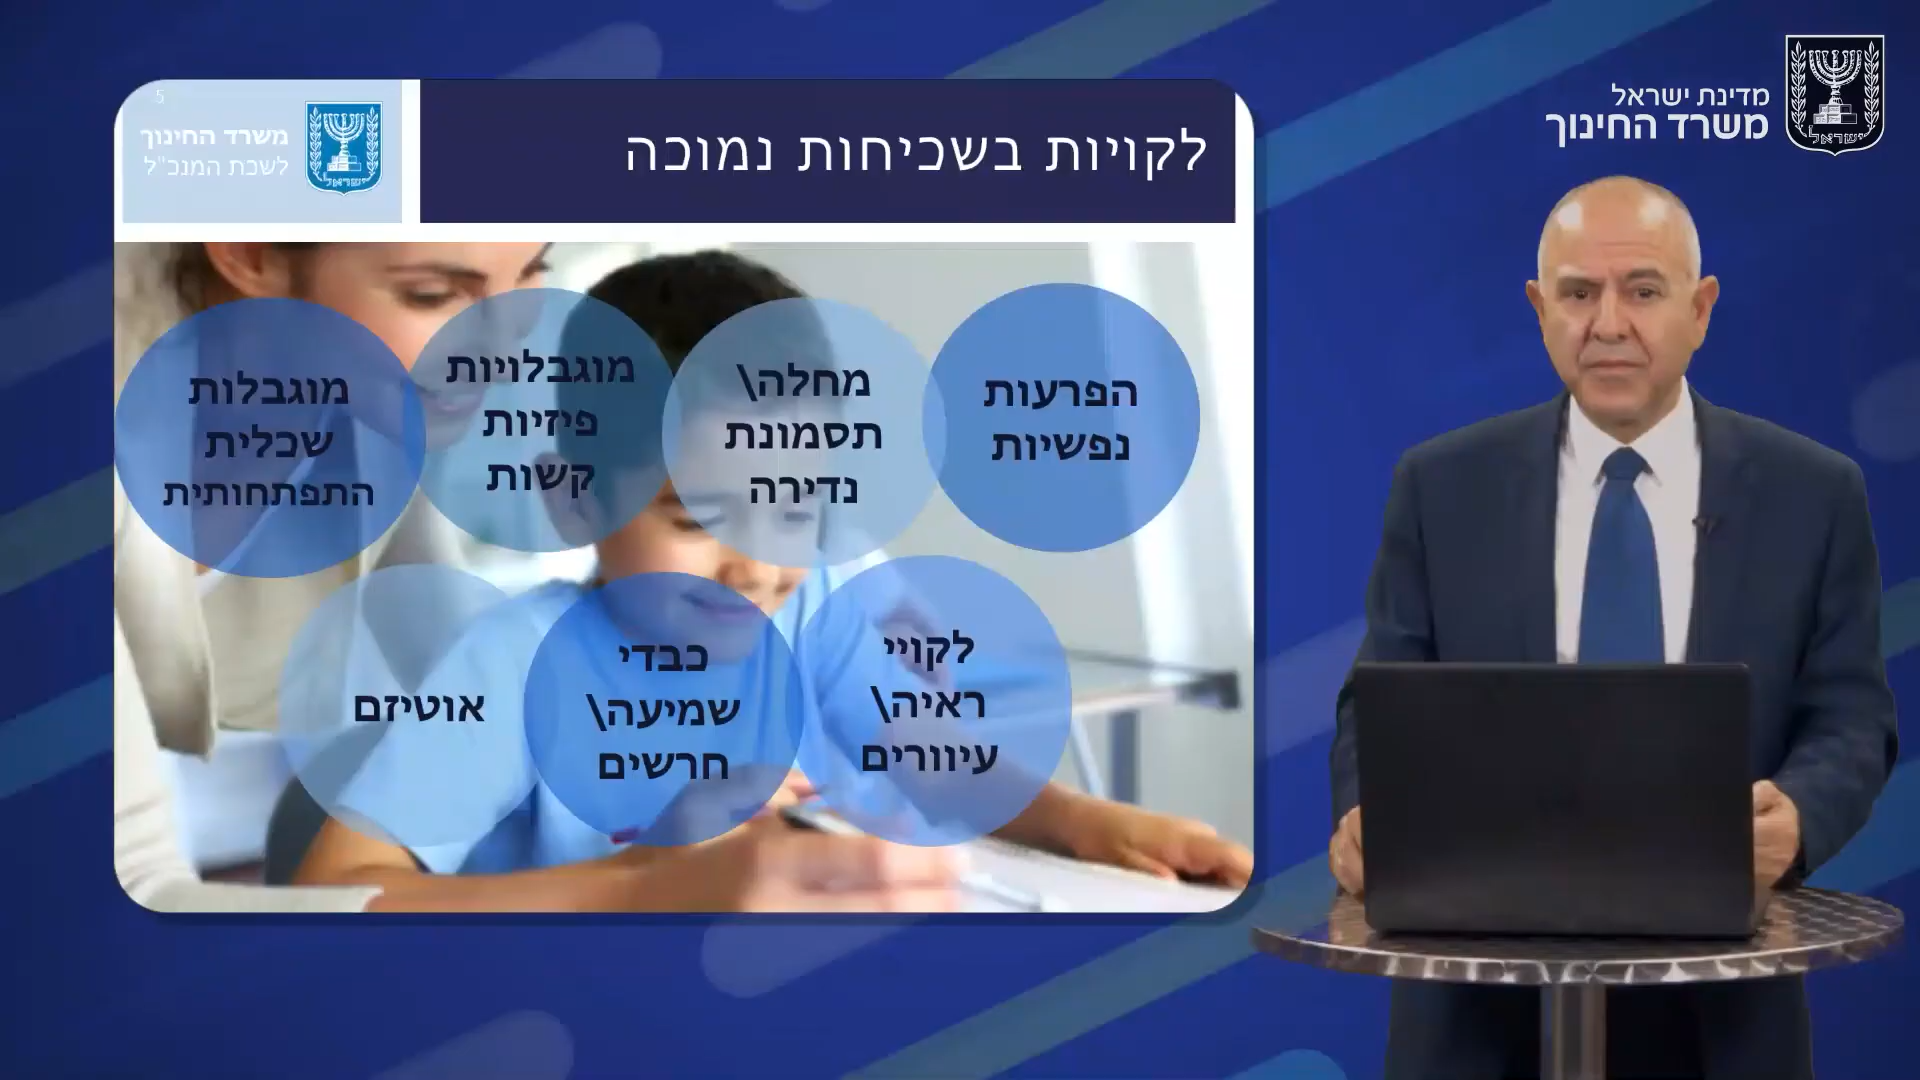 מדינת ישראל
משרד החינוך
ישראל
5
משרד החינוך
לשכת המנכ"ל
ישראל
לקויות בשכיחות נמוכה
הפרעות
נפשיות
מחלה\
תסמונת
נדירה
מוגבלויות
פיזיות
קשות
מוגבלות
שכלית
התפתחותית
לקויי
ראיה\
עיוורים
כבדי
שמיעה\
חרשים
אוטיזם